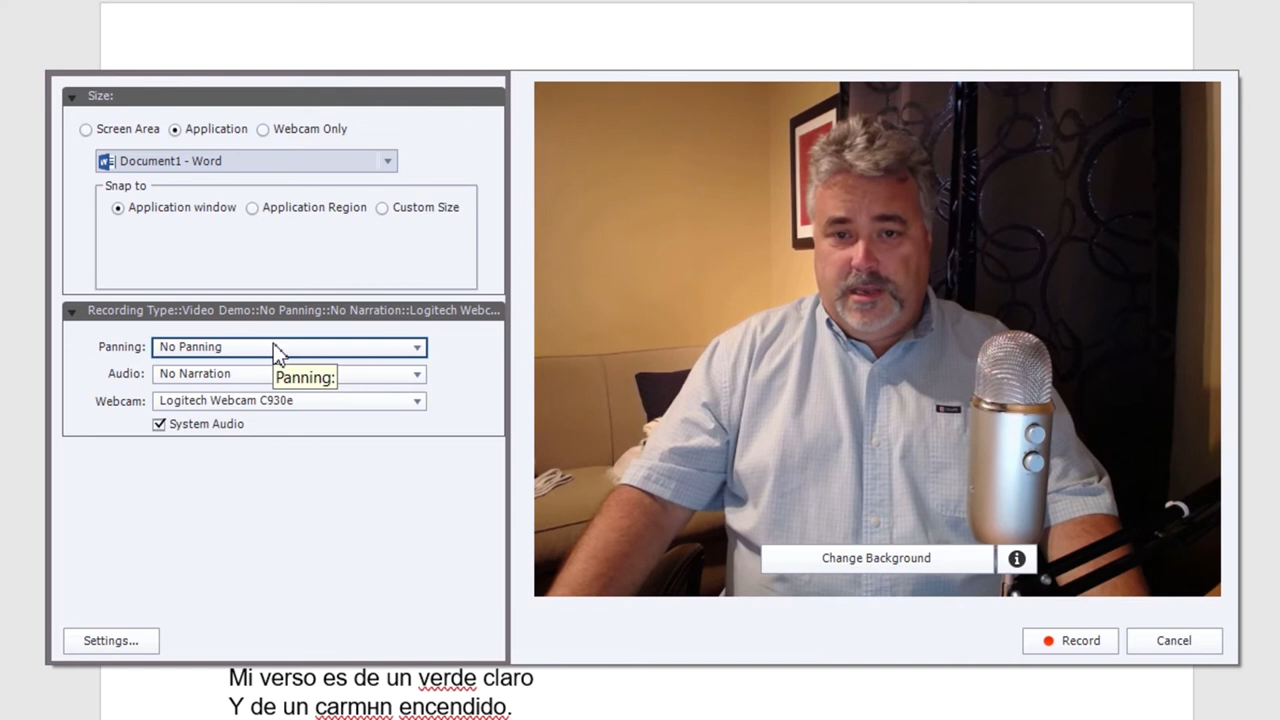 Size:
Screen Area Application Webcam Only
Document1 - Word
Snap to
Application window Application Region Custom Size
Recording Type::Video Demo::No Panning::No Narration::Logitech Webc...
Panning: No Panning
Audio: No Narration
Panning:
Webcam: Logitech Webcam C930e
System Audio
Change Background
Settings...
Record Cancel
Mi verso es de un verde claro
Y de un carmнn encendido.